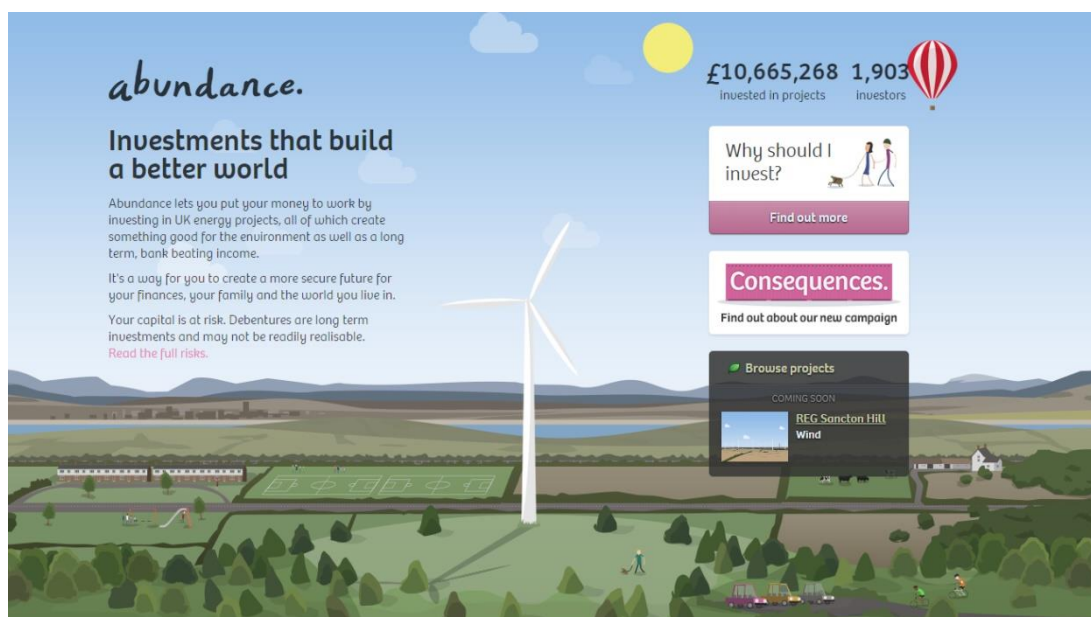 abundance.
Investments that build
a better world
Abundance lets you put your money to work by
investing in UK energy projects, all of which create
something good for the environment as well as a long
term, bank beating income.
It's a way for you to create a more secure future for
your finances, your family and the world you live in.
Your capital is at risk. Debentures are long term
investments and may not be readily realisable.
Read the full risks.
£10,665,268 1,903
invested in projects investors
Why should I
invest?
Find out more
Consequences.
Find out about our new campaign
Browse projects
COMING SOON
REG Sancton Hill
Wind